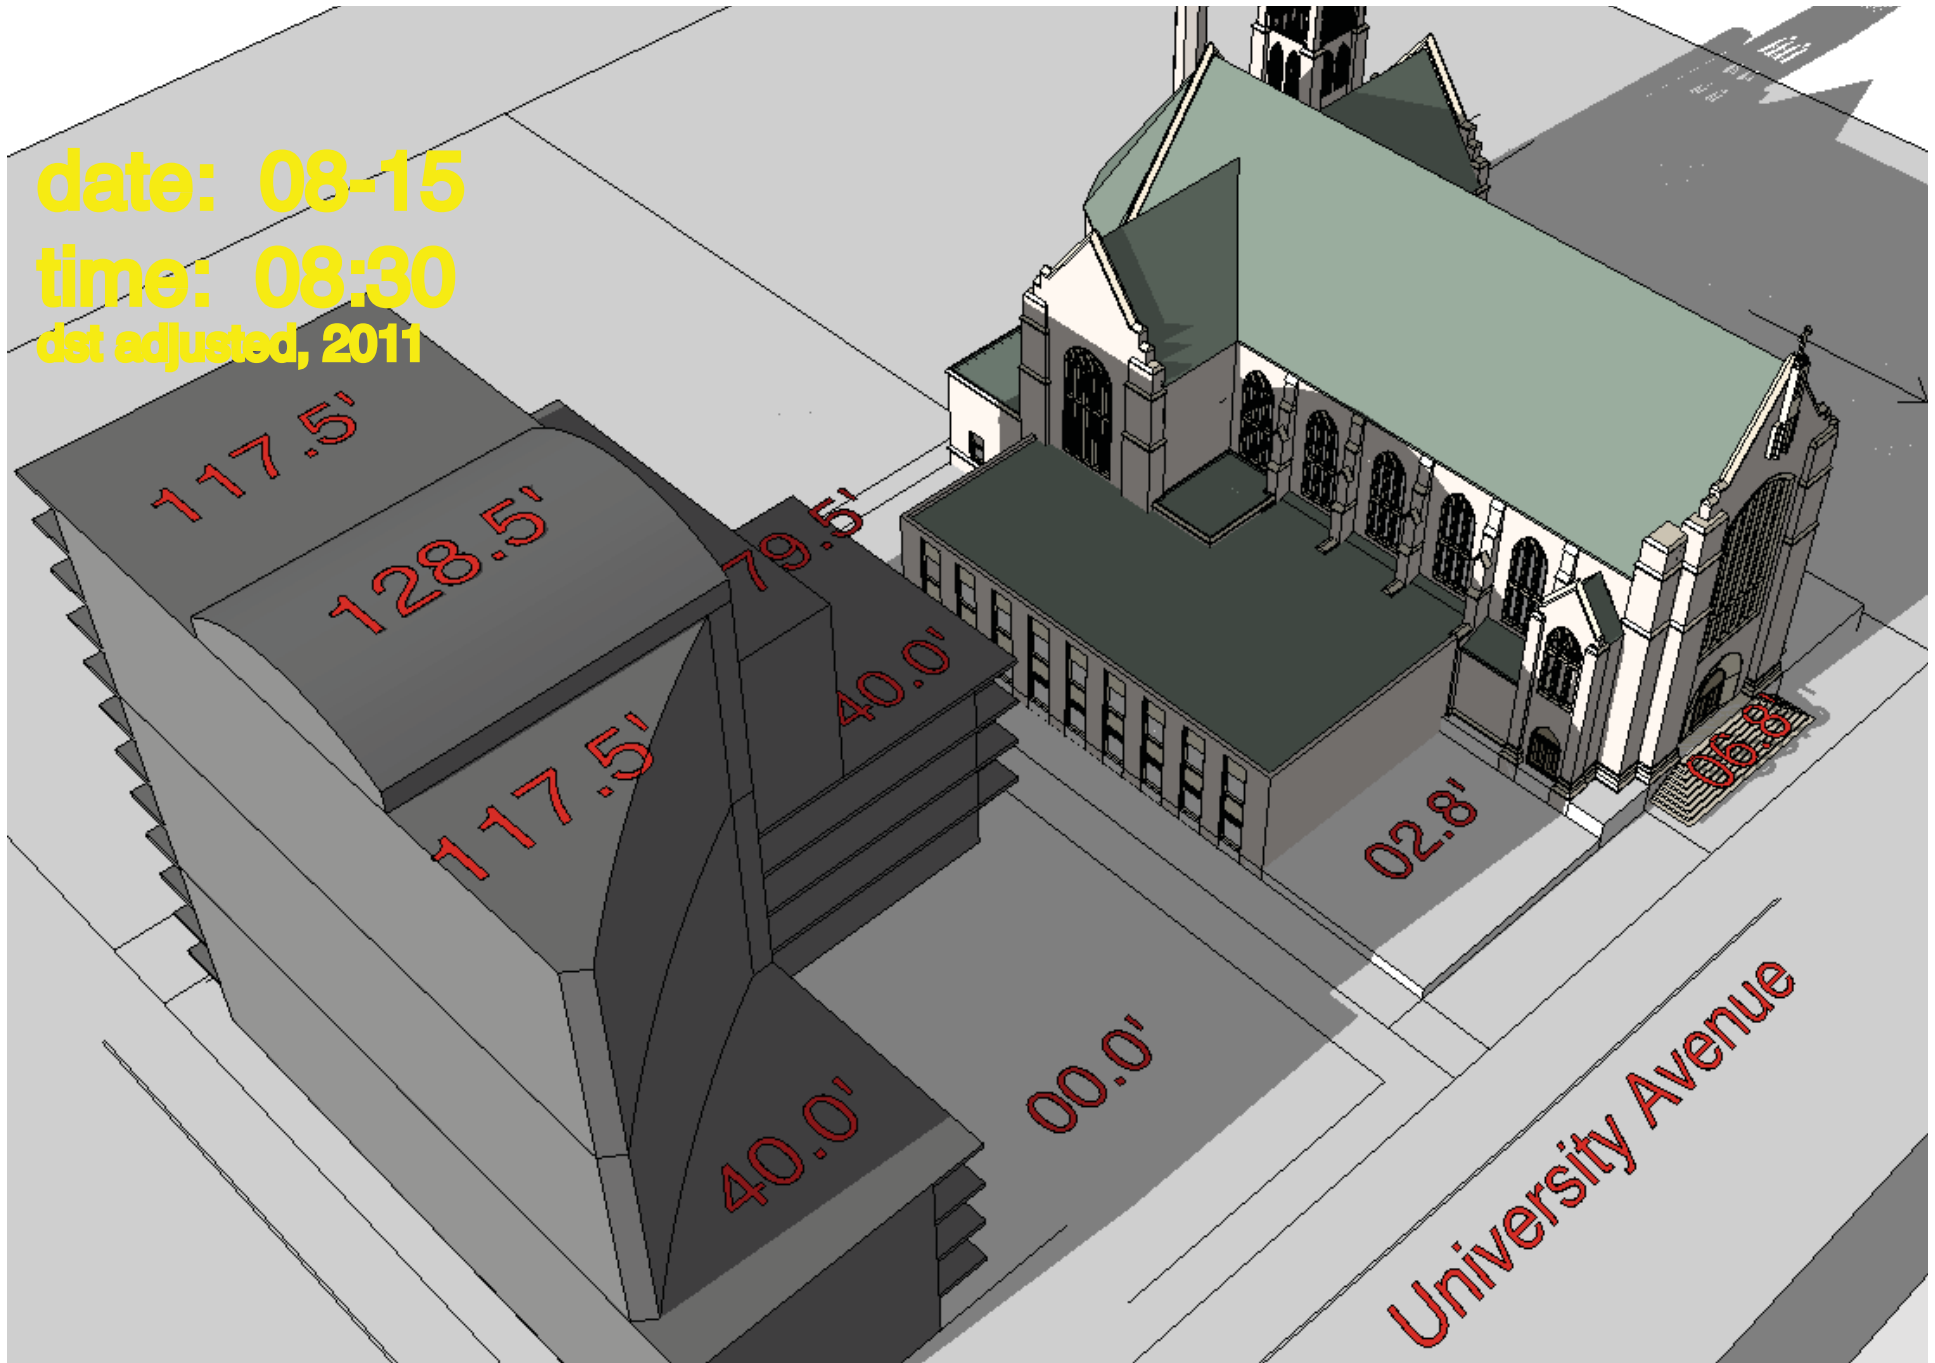 date: 08-15
time: 08:30
dst adjusted, 2011
117.5'
128.5'
79.5'
40.0'
117.5'
06.8'
02.8'
00.0'
40.0'
University Avenue